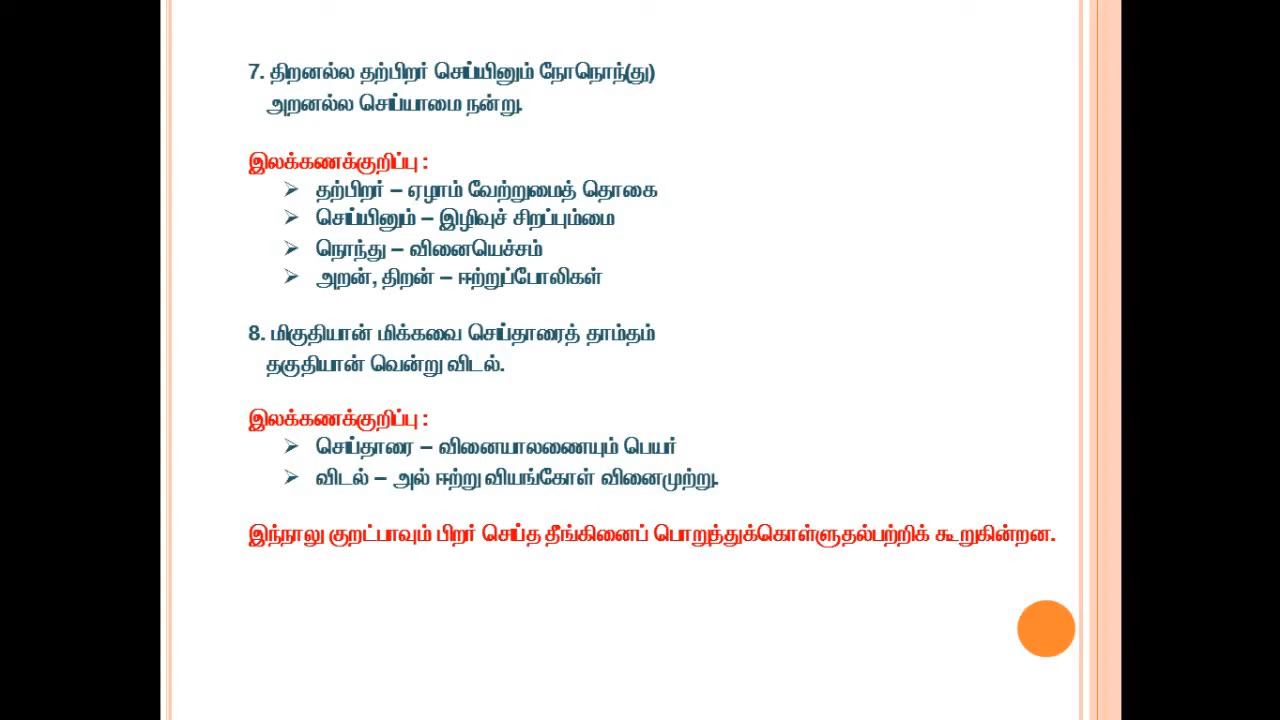 7. திறனல்ல தற்பிறர் செய்யினும் நோநொந்(து)
அறனல்ல செய்யாமை நன்று.
இலக்கணக்குறிப்பு :
➢ தற்பிறர் – ஏழாம் வேற்றுமைத் தொகை
➢ செய்யினும் – இழிவுச் சிறப்பும்மை
➢ நொந்து – வினையெச்சம்
➢ அறன், திறன் – ஈற்றுப்போலிகள்
8. மிகுதியான் மிக்கவை செய்தாரைத் தாம்தம்
தகுதியான் வென்று விடல்.
இலக்கணக்குறிப்பு :
➢ செய்தாரை – வினையாலணையும் பெயர்
➢ விடல் – அல் ஈற்று வியங்கோள் வினைமுற்று.
இந்நாலு குறட்பாவும் பிறர் செய்த தீங்கினைப் பொறுத்துக்கொள்ளுதல்பற்றிக் கூறுகின்றன.